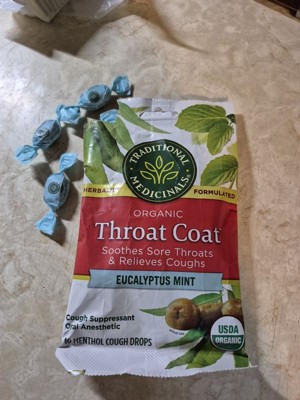 TRADITIONAL
MEDICINALS®
HERBALIST
FORMULATED
ORGANIC
Throat Coat
Soothes Sore Throats
& Relieves Coughs
EUCALYPTUS MINT
Cough Suppressant
Oral Anesthetic
MENTHOL COUGH DROPS
USDA
ORGANIC